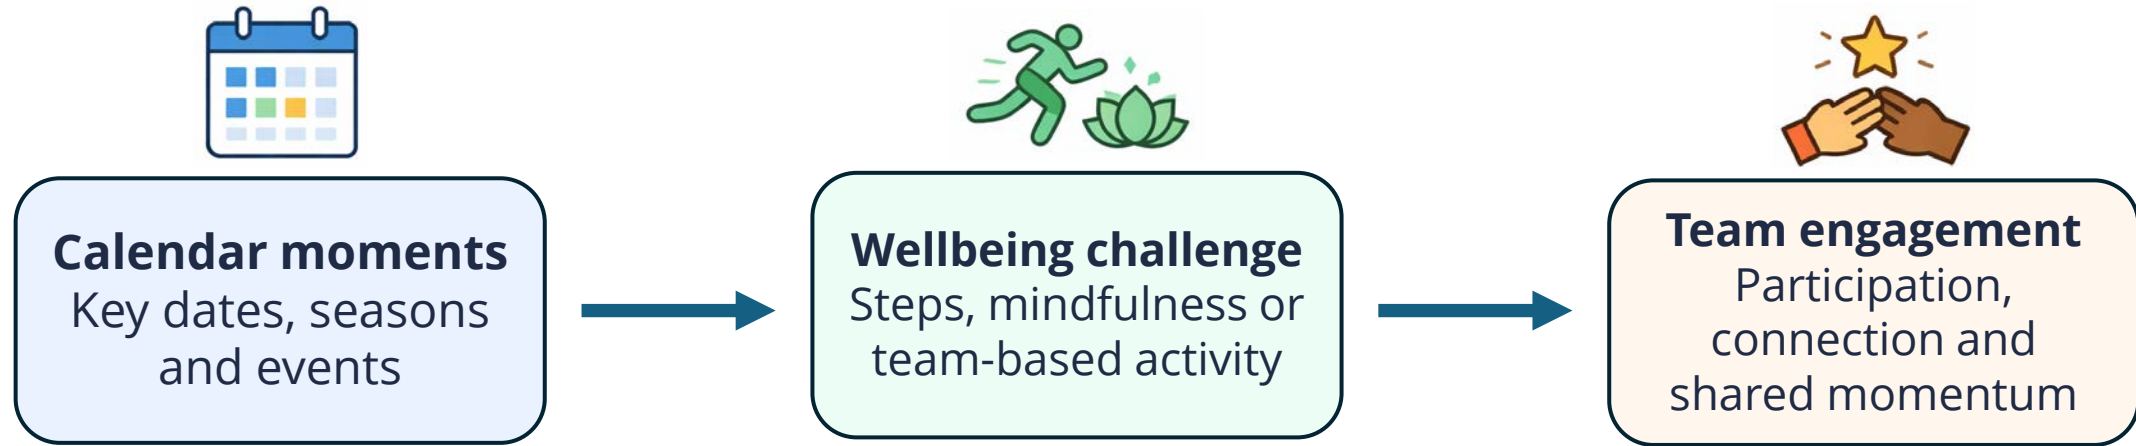 Calendar moments
Key dates, seasons
and events
Wellbeing challenge
Steps, mindfulness or
team-based activity
Team engagement
Participation,
connection and
shared momentum